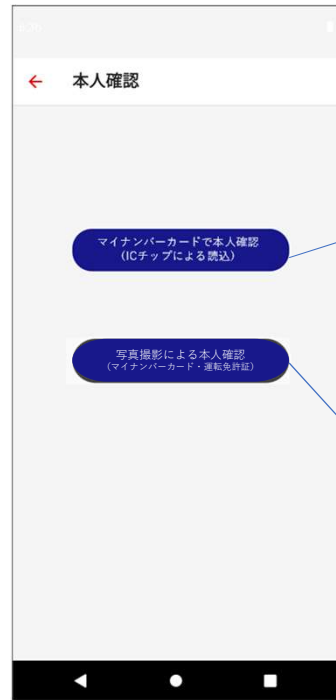 本人確認
マイナンバーカードで本人確認
(ICチップによる読込)
写真撮影による本人確認
(マイナンバーカード・運転免許証)